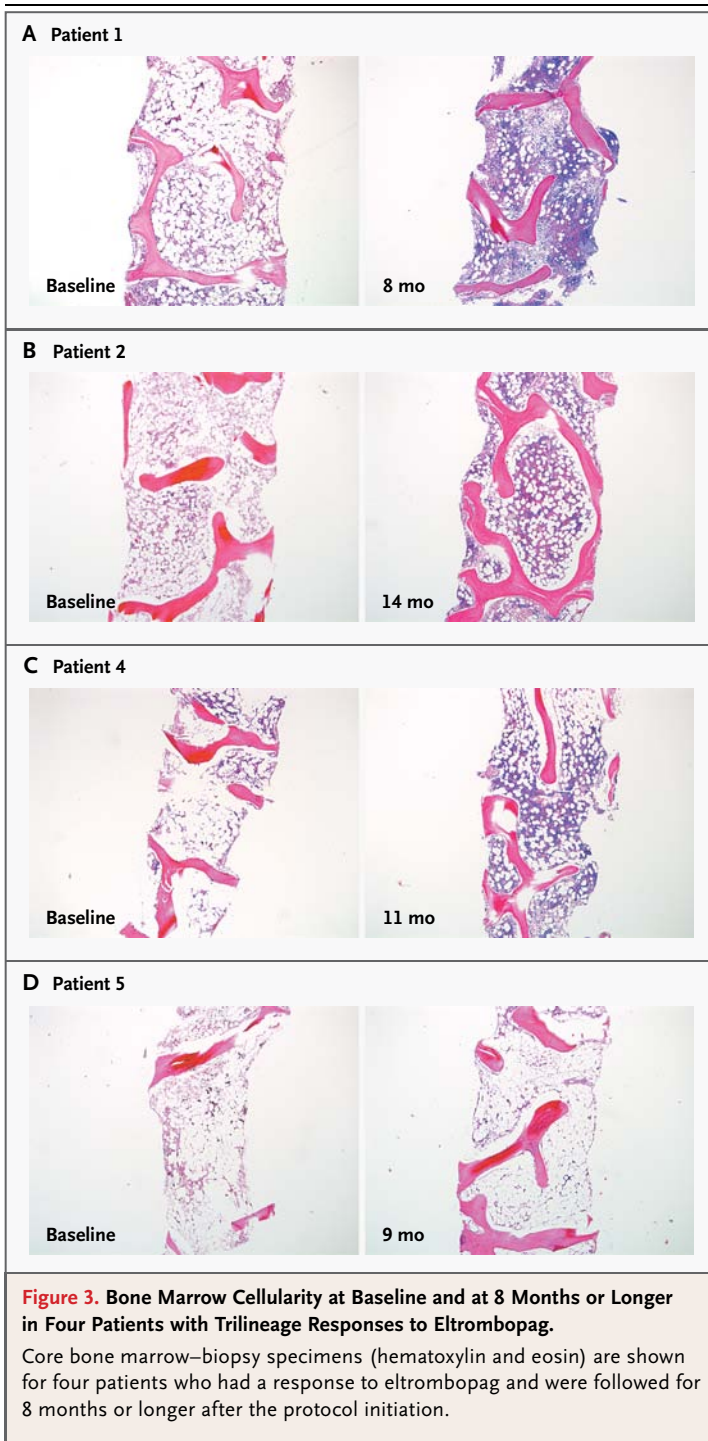 A Patient 1
Baseline
8 mo
B Patient 2
Baseline
14 mo
C Patient 4
Baseline
11 mo
D Patient 5
Baseline
9 mo
Figure 3. Bone Marrow Cellularity at Baseline and at 8 Months or Longer
in Four Patients with Trilineage Responses to Eltrombopag.
Core bone marrow–biopsy specimens (hematoxylin and eosin) are shown
for four patients who had a response to eltrombopag and were followed for
8 months or longer after the protocol initiation.